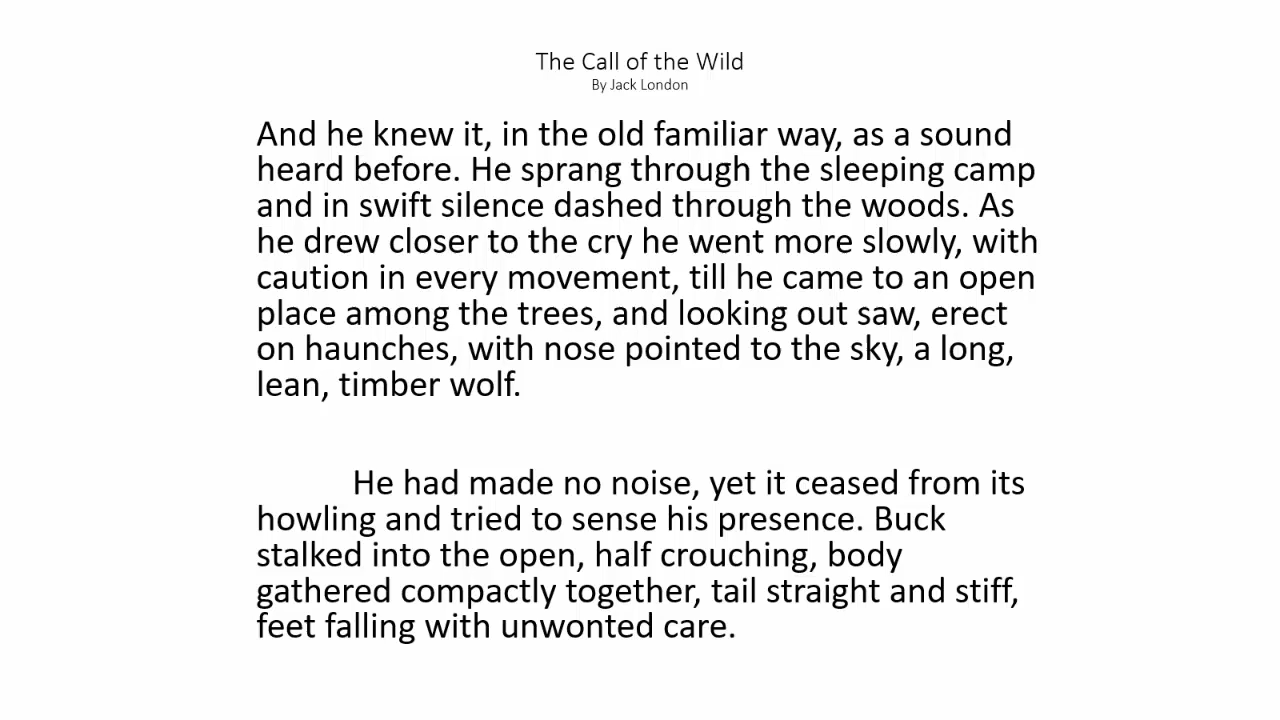 The Call of the Wild
By Jack London
And he knew it, in the old familiar way, as a sound
heard before. He sprang through the sleeping camp
and in swift silence dashed through the woods. As
he drew closer to the cry he went more slowly, with
caution in every movement, till he came to an open
place among the trees, and looking out saw, erect
on haunches, with nose pointed to the sky, a long,
lean, timber wolf.
He had made no noise, yet it ceased from its
howling and tried to sense his presence. Buck
stalked into the open, half crouching, body
gathered compactly together, tail straight and stiff,
feet falling with unwonted care.